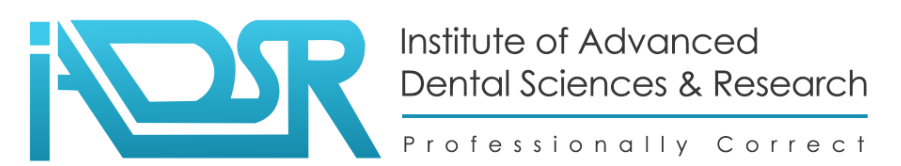 iADSR
Institute of Advanced
Dental Sciences & Research
Professionally Correct